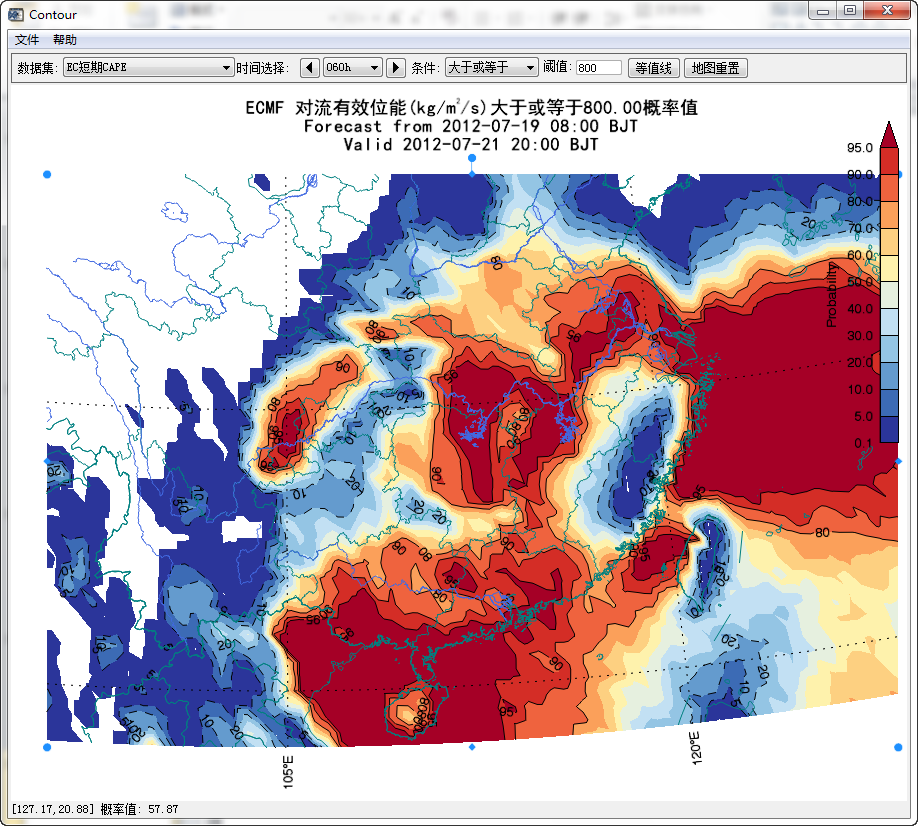 Contour
文件 帮助
数据集: EC短期CAPE 时间选择: 060h 条件: 大于或等于 阈值: 800 等值线 地图重置
ECMF 对流有效位能(kg/m²/s)大于或等于800.00概率值
Forecast from 2012-07-19 08:00 BJT
Valid 2012-07-21 20:00 BJT
95.0
90.0
80.0
70.0
60.0
50.0
40.0
30.0
20.0
10.0
5.0
0.1
Probability
105°E
120°E
[127.17,20.88] 概率值: 57.87